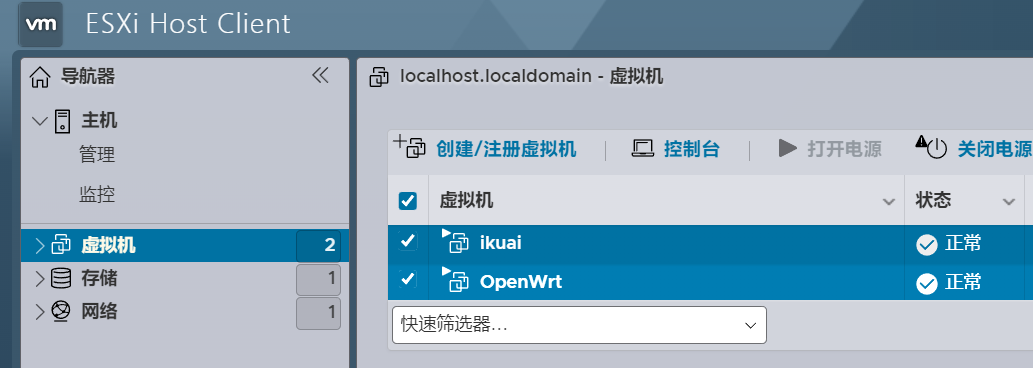 vm ESXi Host Client
导航器
主机
管理
监控
虚拟机 2
存储 1
网络 1
localhost.localdomain - 虚拟机
创建/注册虚拟机 控制台 打开电源 关闭电源
虚拟机 状态
ikuai 正常
OpenWrt 正常
快速筛选器...